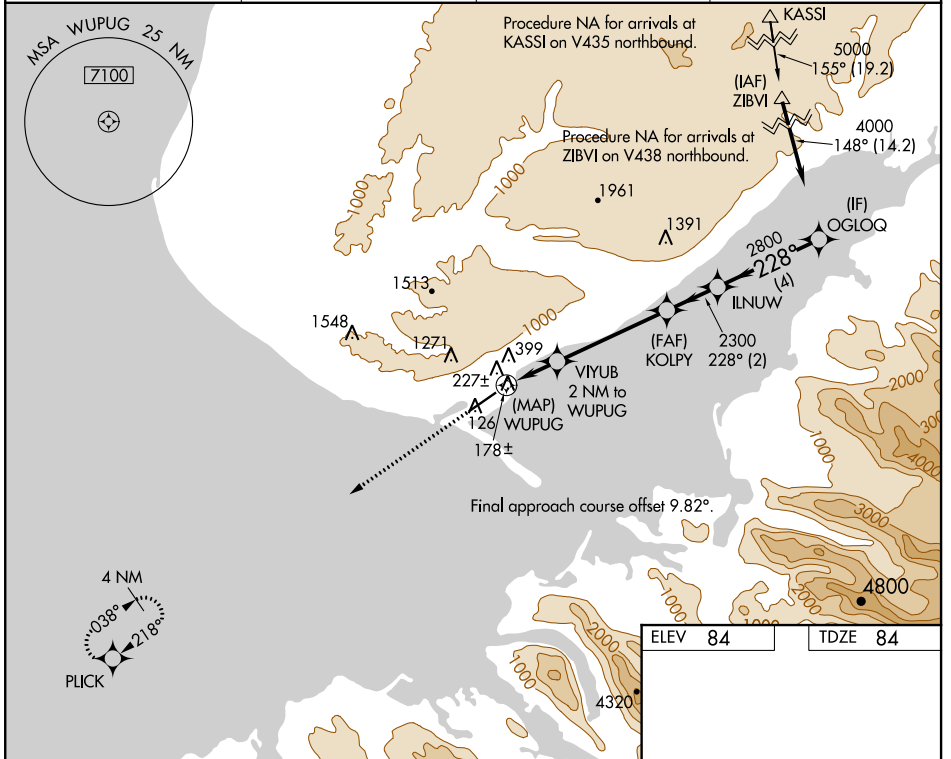 MSA WUPUG 25 NM
7100
Procedure NA for arrivals at
KASSI on V435 northbound.
KASSI
5000
155° (19.2)
(IAF)
ZIBVI
4000
148° (14.2)
Procedure NA for arrivals at
ZIBVI on V438 northbound.
1000
1000
1961
1391
(IF)
OGLOQ
2800
228°
(4)
ILNUW
1513
1548
1271
1000
399
(FAF)
KOLPY
2300
228° (2)
227±
VIYUB
2 NM to
WUPUG
(MAP)
WUPUG
126
178±
2000
1000
4000
3000
Final approach course offset 9.82°.
4 NM
038°
218°
PLICK
4800
2000
1000
1000
2000
1000
4320
ELEV 84
TDZE 84